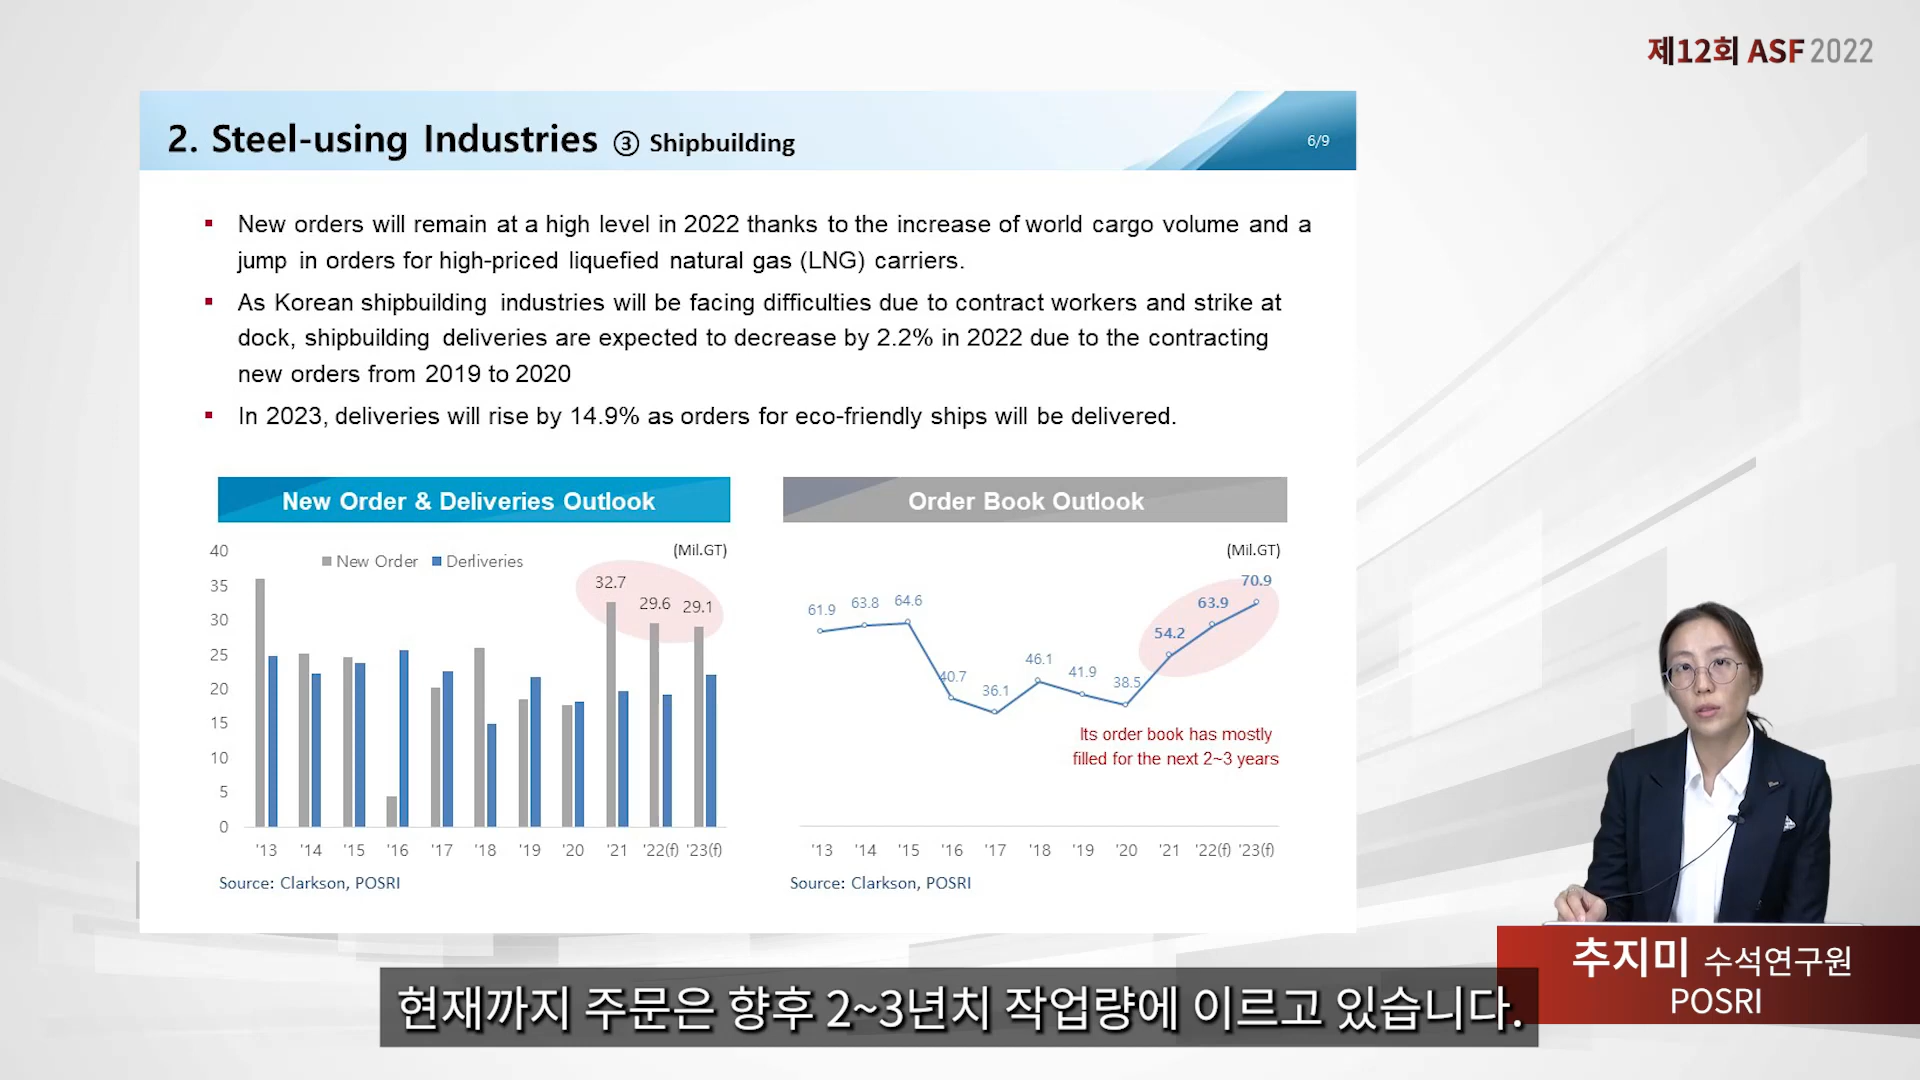 제12회 ASF 2022
2. Steel-using Industries ③ Shipbuilding
6/9
▪ New orders will remain at a high level in 2022 thanks to the increase of world cargo volume and a
jump in orders for high-priced liquefied natural gas (LNG) carriers.
▪ As Korean shipbuilding industries will be facing difficulties due to contract workers and strike at
dock, shipbuilding deliveries are expected to decrease by 2.2% in 2022 due to the contracting
new orders from 2019 to 2020
▪ In 2023, deliveries will rise by 14.9% as orders for eco-friendly ships will be delivered.
New Order & Deliveries Outlook
(Mil.GT)
New Order Derliveries
40
35
30
25
20
15
10
5
0
32.7
29.6
29.1
'13 '14 '15 '16 '17 '18 '19 '20 '21 '22(f) '23(f)
Source: Clarkson, POSRI
Order Book Outlook
(Mil.GT)
61.9 63.8 64.6 40.7 36.1 46.1 41.9 38.5 54.2 63.9 70.9
Its order book has mostly
filled for the next 2~3 years
'13 '14 '15 '16 '17 '18 '19 '20 '21 '22(f) '23(f)
Source: Clarkson, POSRI
추지미 수석연구원
POSRI
현재까지 주문은 향후 2~3년치 작업량에 이르고 있습니다.